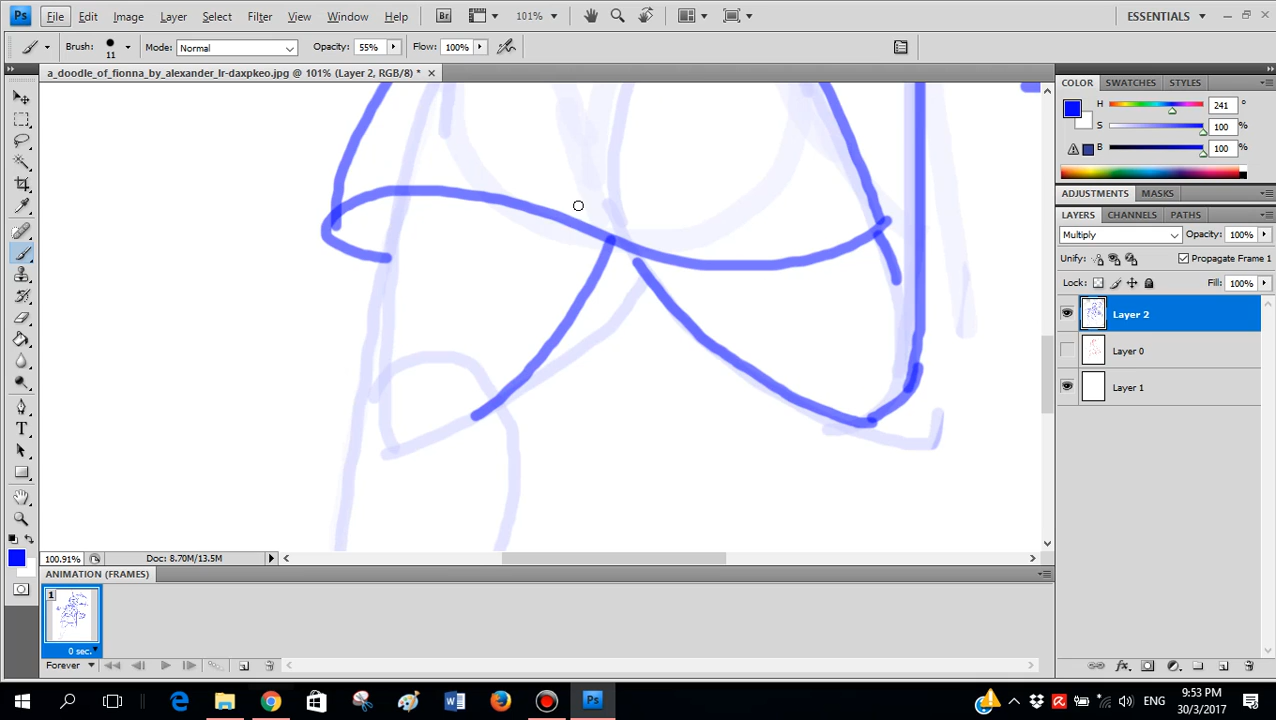 Ps File Edit Image Layer Select Filter View Window Help Br 101% ESSENTIALS
Brush: 11 Mode: Normal Opacity: 55% Flow: 100%
a_doodle_of_fionna_by_alexander_lr-daxpkeo.jpg @ 101% (Layer 2, RGB/8) *
COLOR SWATCHES STYLES
H 241 °
S 100 %
B 100 %
ADJUSTMENTS MASKS
LAYERS CHANNELS PATHS
Multiply Opacity: 100%
Unify: Propagate Frame 1
Lock: Fill: 100%
Layer 2
Layer 0
Layer 1
100.91% Doc: 8.70M/13.5M
ANIMATION (FRAMES)
1
0 sec.
Forever
ENG
9:53 PM
30/3/2017